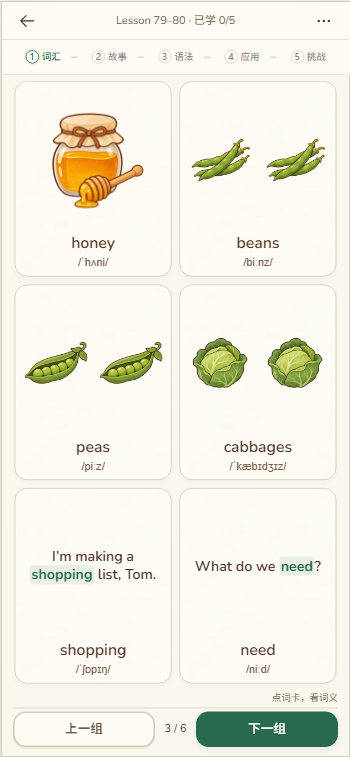 Lesson 79–80 · 已学 0/5
1 词汇 – 2 故事 – 3 语法 – 4 应用 – 5 挑战
honey
/ˈhʌni/
beans
/biːnz/
peas
/piːz/
cabbages
/ˈkæbɪdʒɪz/
I'm making a
shopping list, Tom.
shopping
/ˈʃɒpɪŋ/
What do we need?
need
/niːd/
点词卡，看词义
上一组
3 / 6
下一组